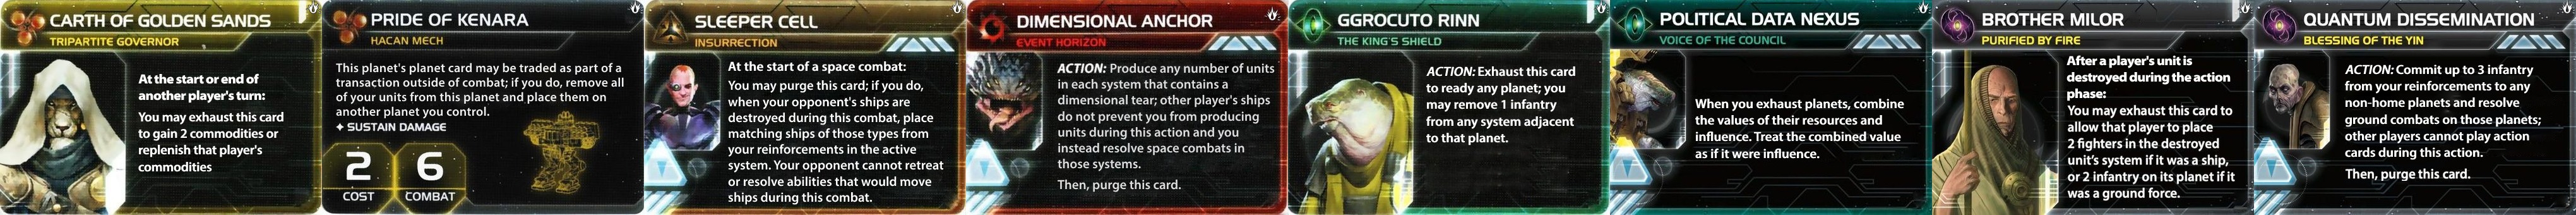 CARTH OF GOLDEN SANDS
TRIPARTITE GOVERNOR
At the start or end of
another player's turn:
You may exhaust this card
to gain 2 commodities or
replenish that player's
commodities
PRIDE OF KENARA
HACAN MECH
This planet's planet card may be traded as part of a
transaction outside of combat; if you do, remove all
of your units from this planet and place them on
another planet you control.
✦ SUSTAIN DAMAGE
2 6
COST COMBAT
SLEEPER CELL
INSURRECTION
At the start of a space combat:
You may purge this card; if you do,
when your opponent's ships are
destroyed during this combat, place
matching ships of those types from
your reinforcements in the active
system. Your opponent cannot retreat
or resolve abilities that would move
ships during this combat.
DIMENSIONAL ANCHOR
EVENT HORIZON
ACTION: Produce any number of units
in each system that contains a
dimensional tear; other player's ships
do not prevent you from producing
units during this action and you
instead resolve space combats in
those systems.
Then, purge this card.
GGROCUTO RINN
THE KING'S SHIELD
ACTION: Exhaust this card
to ready any planet; you
may remove 1 infantry
from any system adjacent
to that planet.
POLITICAL DATA NEXUS
VOICE OF THE COUNCIL
When you exhaust planets, combine
the values of their resources and
influence. Treat the combined value
as if it were influence.
BROTHER MILOR
PURIFIED BY FIRE
After a player's unit is
destroyed during the action
phase:
You may exhaust this card to
allow that player to place
2 fighters in the destroyed
unit's system if it was a ship,
or 2 infantry on its planet if it
was a ground force.
QUANTUM DISSEMINATION
BLESSING OF THE YIN
ACTION: Commit up to 3 infantry
from your reinforcements to any
non-home planets and resolve
ground combats on those planets;
other players cannot play action
cards during this action.
Then, purge this card.